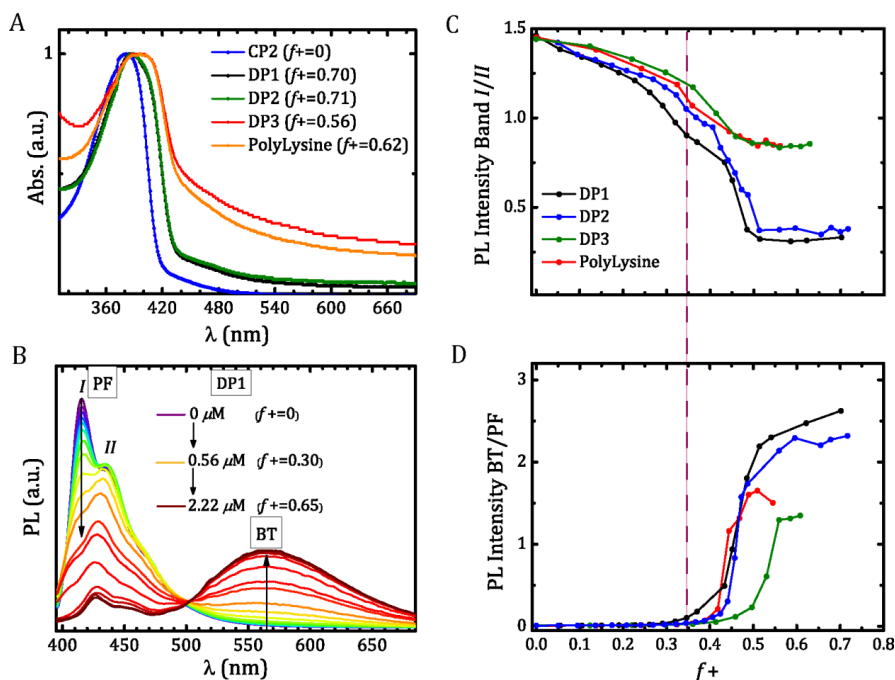 A
Abs. (a.u.)
1
CP2 (f+=0)
DP1 (f+=0.70)
DP2 (f+=0.71)
DP3 (f+=0.56)
PolyLysine (f+=0.62)
360 420 480 540 600 660
λ (nm)
B
PL (a.u.)
I PF
II
DP1
0 μM (f+=0)
0.56 μM (f+=0.30)
2.22 μM (f+=0.65)
BT
400 450 500 550 600 650
λ (nm)
C
PL Intensity Band I/II
1.5
1.0
0.5
DP1
DP2
DP3
PolyLysine
D
PL Intensity BT/PF
3
2
1
0
0.0 0.1 0.2 0.3 0.4 0.5 0.6 0.7 0.8
f+